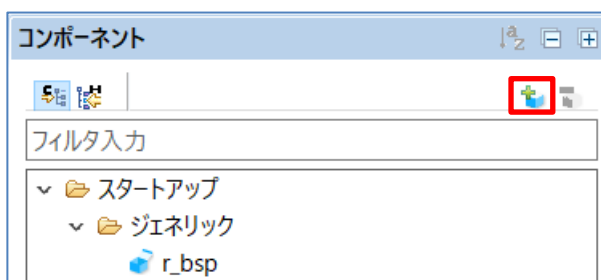 コンポーネント
フィルタ入力
スタートアップ
ジェネリック
r_bsp